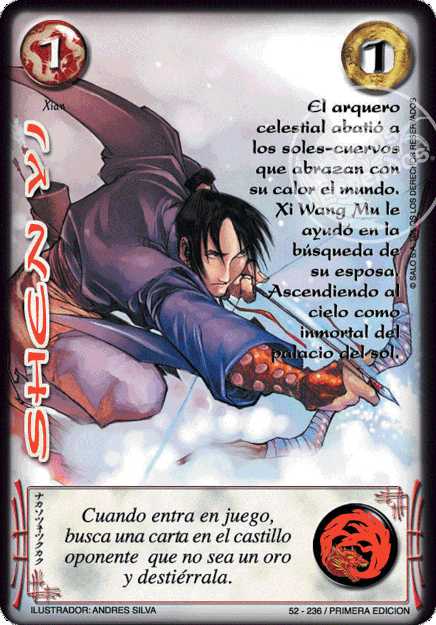 1
1
Xian
SHEN YI
El arquero
celestial abatió a
los soles-cuervos
que abrazan con
su calor el mundo.
Xi Wang Mu le
ayudó en la
búsqueda de
su esposa.
Ascendiendo al
cielo como
inmortal del
palacio del sol.
Cuando entra en juego,
busca una carta en el castillo
oponente que no sea un oro
y destiérrala.
ILUSTRADOR: ANDRES SILVA
52 - 236 / PRIMERA EDICION